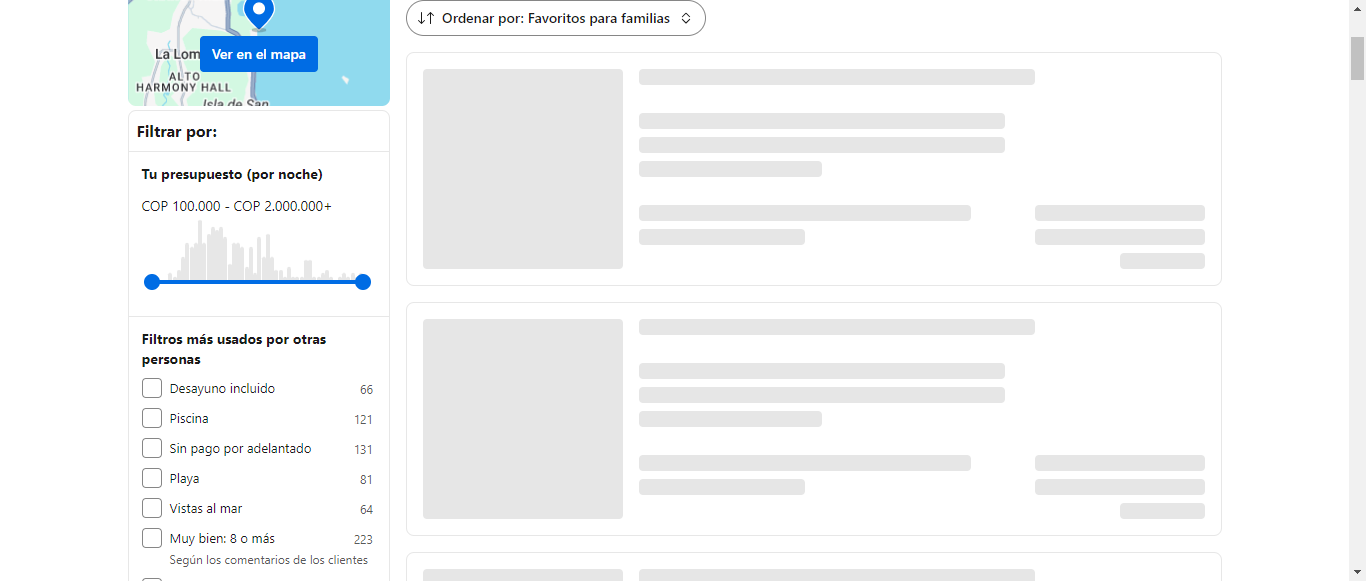 Ordenar por: Favoritos para familias
La Lom
Ver en el mapa
ALTO
HARMONY HALL
Isla de San
Filtrar por:
Tu presupuesto (por noche)
COP 100.000 - COP 2.000.000+
Filtros más usados por otras
personas
Desayuno incluido 66
Piscina 121
Sin pago por adelantado 131
Playa 81
Vistas al mar 64
Muy bien: 8 o más 223
Según los comentarios de los clientes